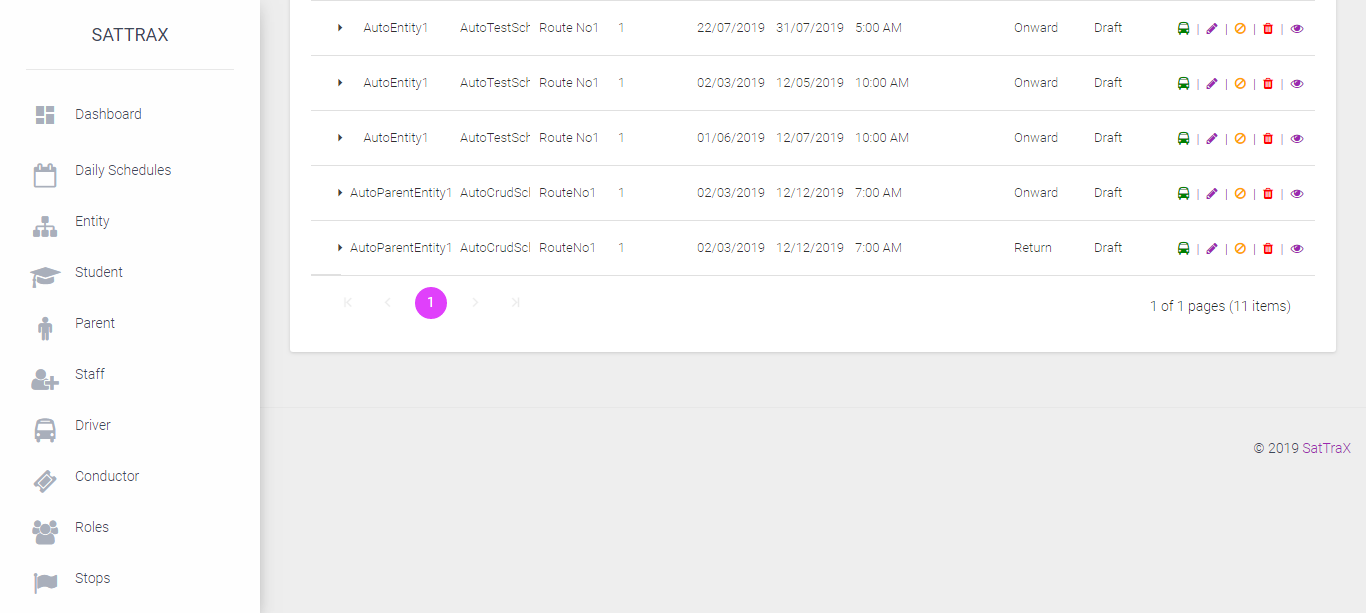 SATTRAX
Dashboard
Daily Schedules
Entity
Student
Parent
Staff
Driver
Conductor
Roles
Stops
AutoEntity1 AutoTestSch Route No1 1 22/07/2019 31/07/2019 5:00 AM Onward Draft | | | |
AutoEntity1 AutoTestSch Route No1 1 02/03/2019 12/05/2019 10:00 AM Onward Draft | | | |
AutoEntity1 AutoTestSch Route No1 1 01/06/2019 12/07/2019 10:00 AM Onward Draft | | | |
AutoParentEntity1 AutoCrudScl RouteNo1 1 02/03/2019 12/12/2019 7:00 AM Onward Draft | | | |
AutoParentEntity1 AutoCrudScl RouteNo1 1 02/03/2019 12/12/2019 7:00 AM Return Draft | | | |
1
1 of 1 pages (11 items)
© 2019 SatTraX